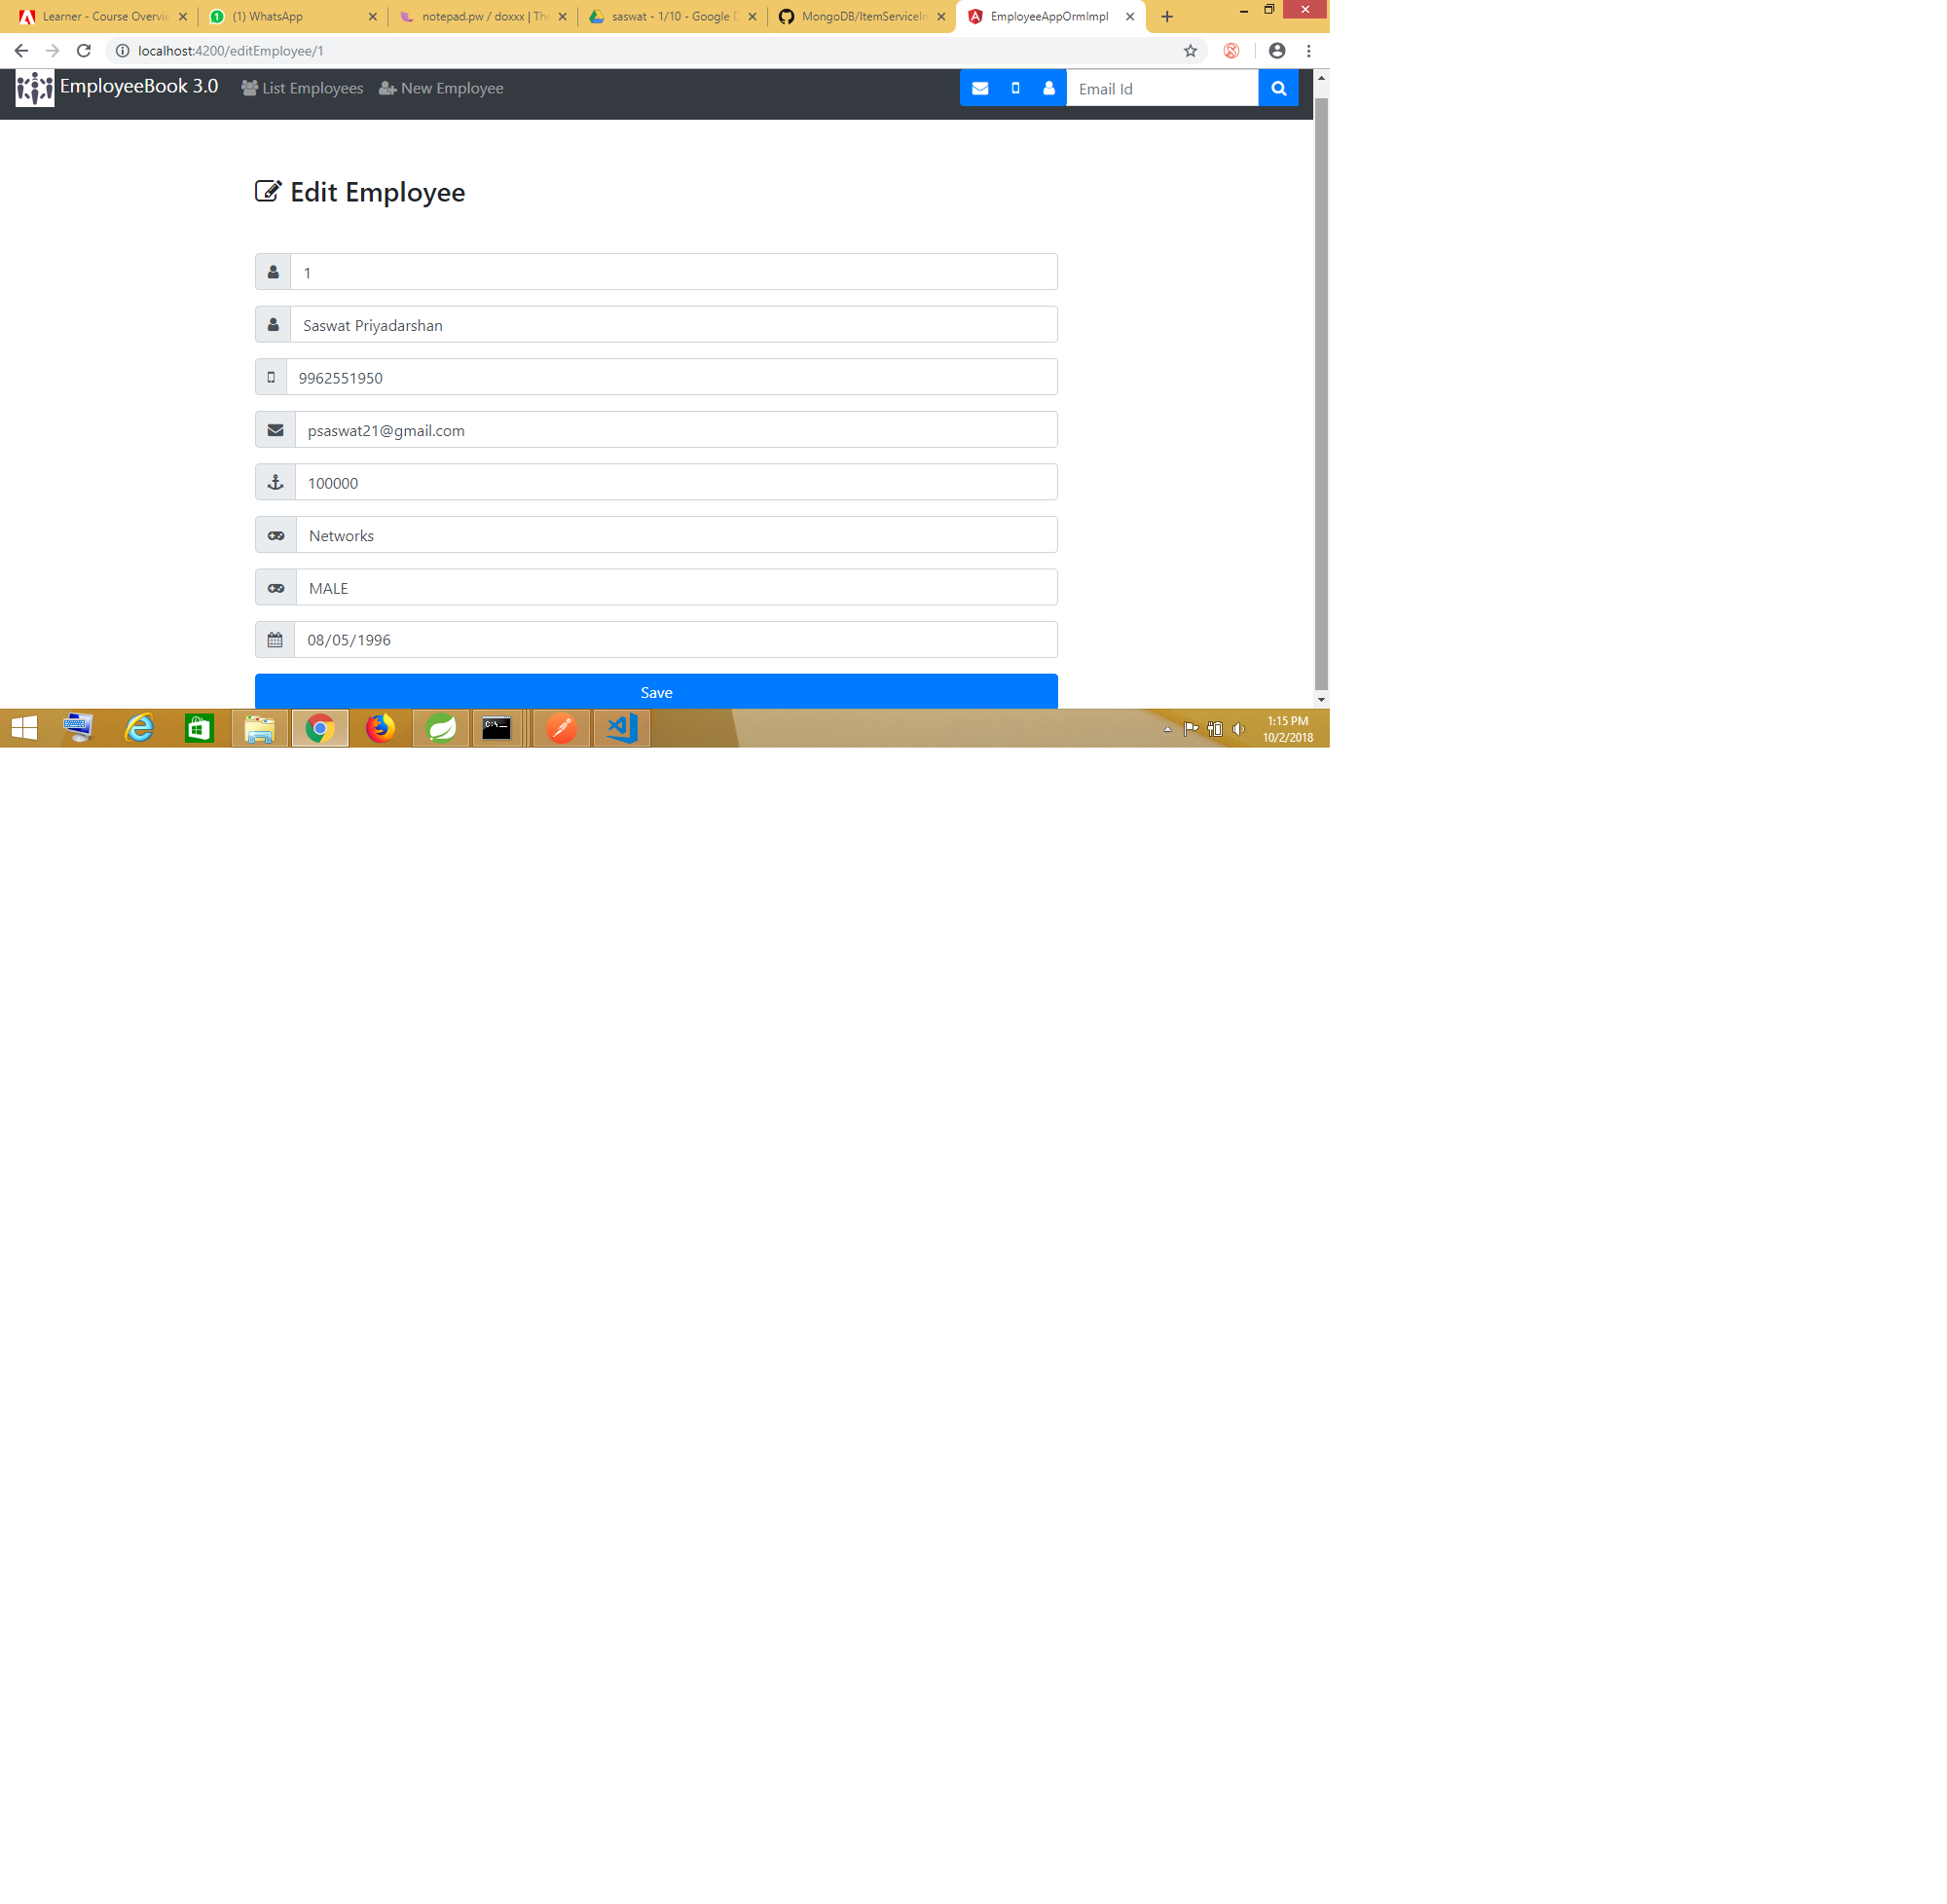 Learner - Course Overvie (1) WhatsApp notepad.pw / doxxx | The saswat - 1/10 - Google D MongoDB/ItemServiceIm EmployeeAppOrmImpl
localhost:4200/editEmployee/1
EmployeeBook 3.0 List Employees New Employee Email Id
Edit Employee
1
Saswat Priyadarshan
9962551950
psaswat21@gmail.com
100000
Networks
MALE
08/05/1996
Save
1:15 PM
10/2/2018